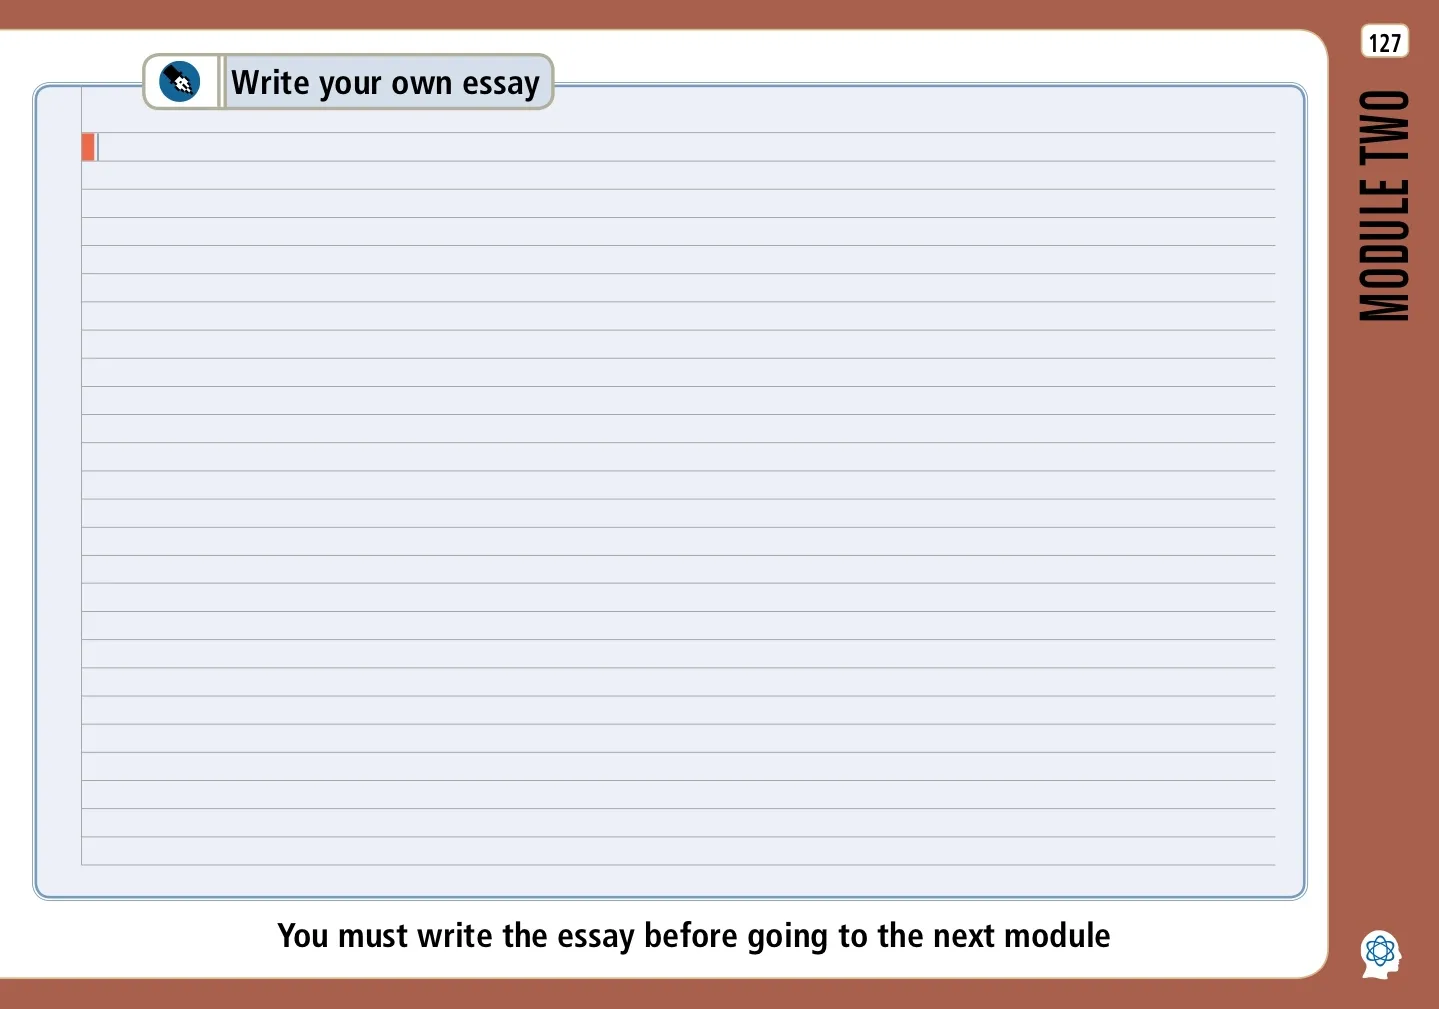 127
MODULE TWO
Write your own essay
You must write the essay before going to the next module